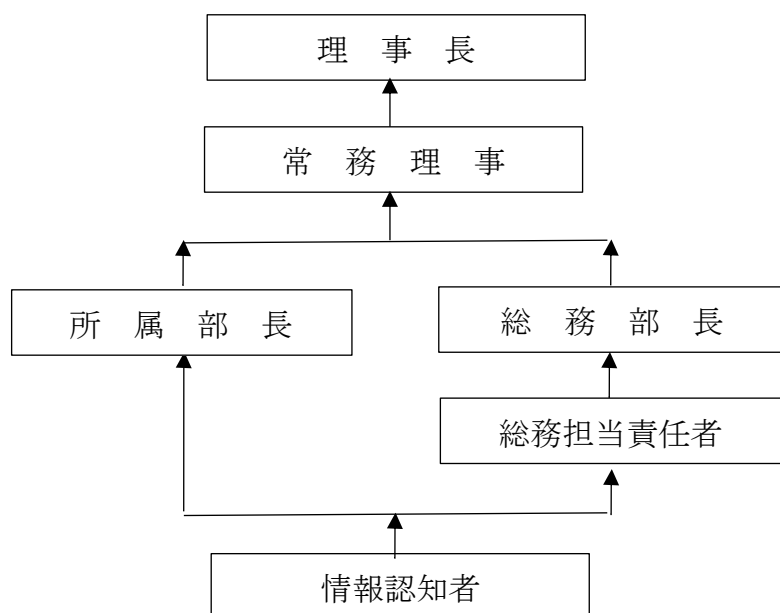 理 事 長
常 務 理 事
所 属 部 長
総 務 部 長
総務担当責任者
情報認知者